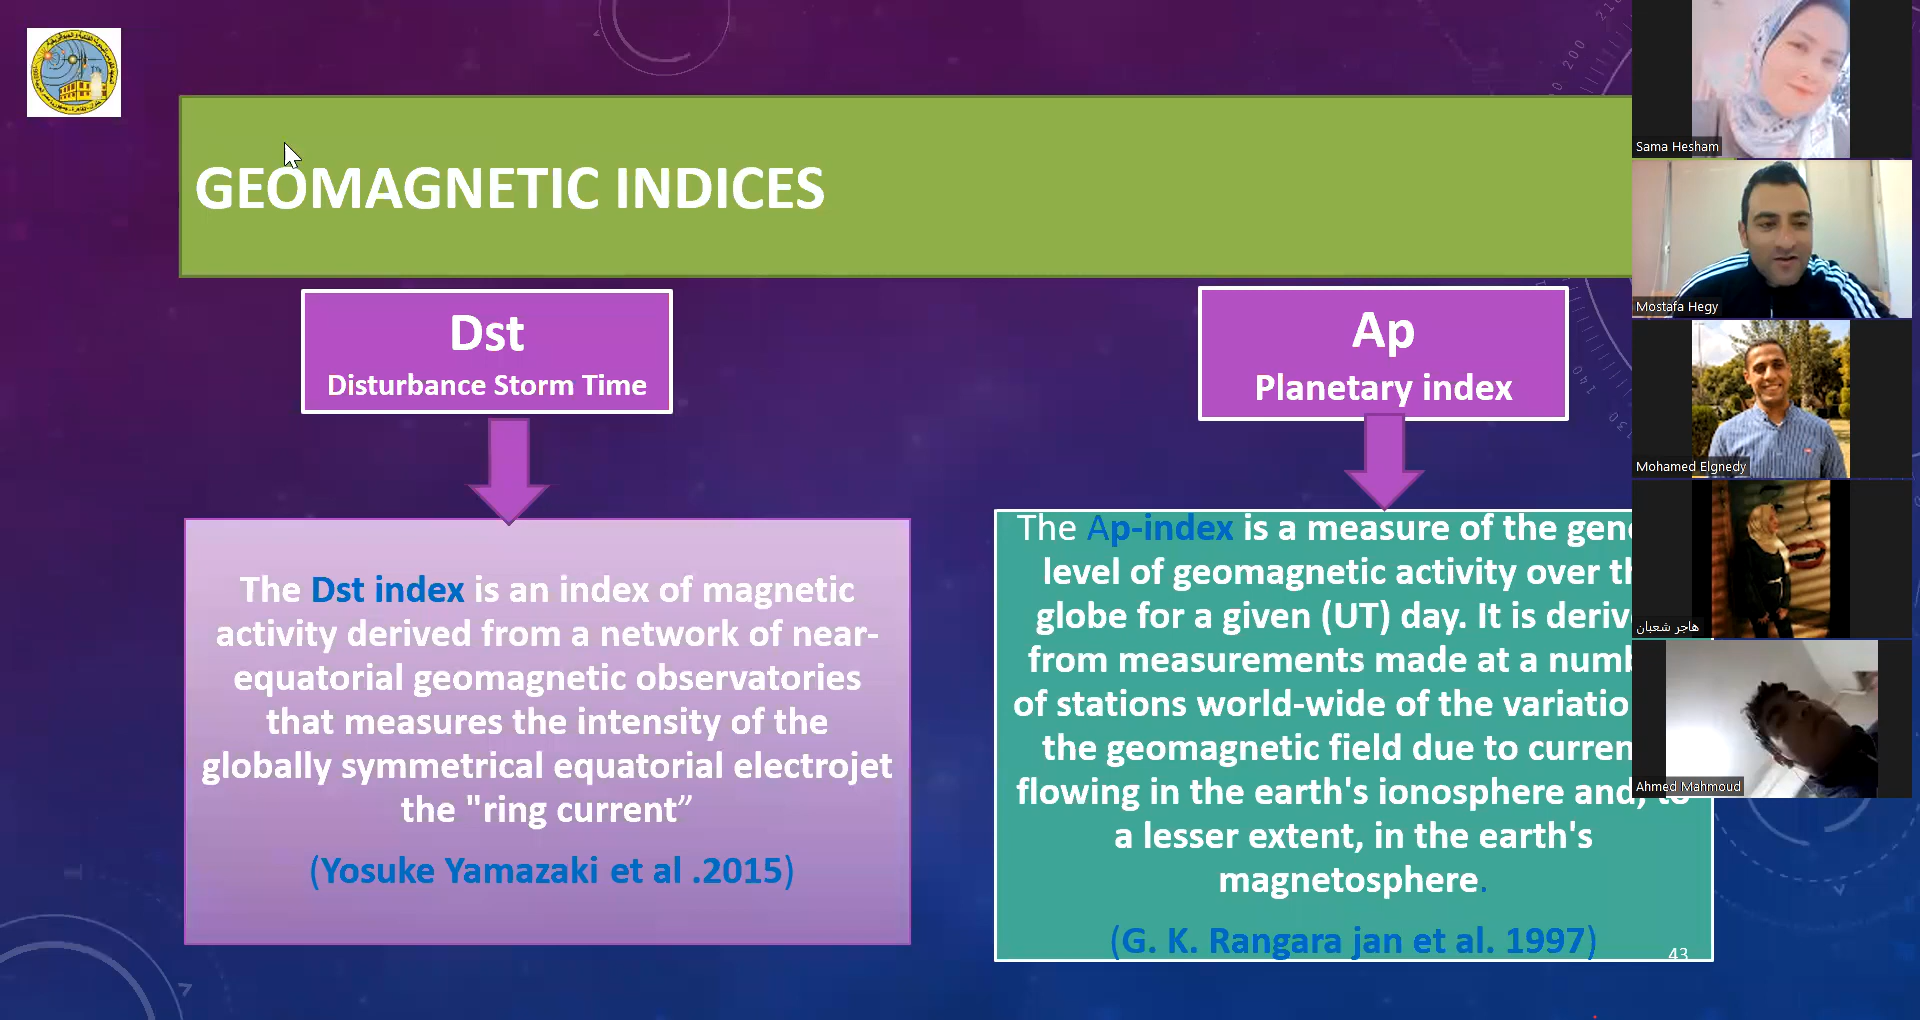 GEOMAGNETIC INDICES
Dst
Disturbance Storm Time
The Dst index is an index of magnetic
activity derived from a network of near-
equatorial geomagnetic observatories
that measures the intensity of the
globally symmetrical equatorial electrojet
the "ring current”
(Yosuke Yamazaki et al .2015)
Ap
Planetary index
The Ap-index is a measure of the
level of geomagnetic activity over
globe for a given (UT) day. It is
from measurements made at a
of stations world-wide of the
the geomagnetic field due to
flowing in the earth's ionosphere and, to
a lesser extent, in the earth's
magnetosphere.
(G. K. Rangara jan et al. 1997)
43
Sama Hesham
Mostafa Hegy
Mohamed Elgnedy
هاجر شعبان
Ahmed Mahmoud